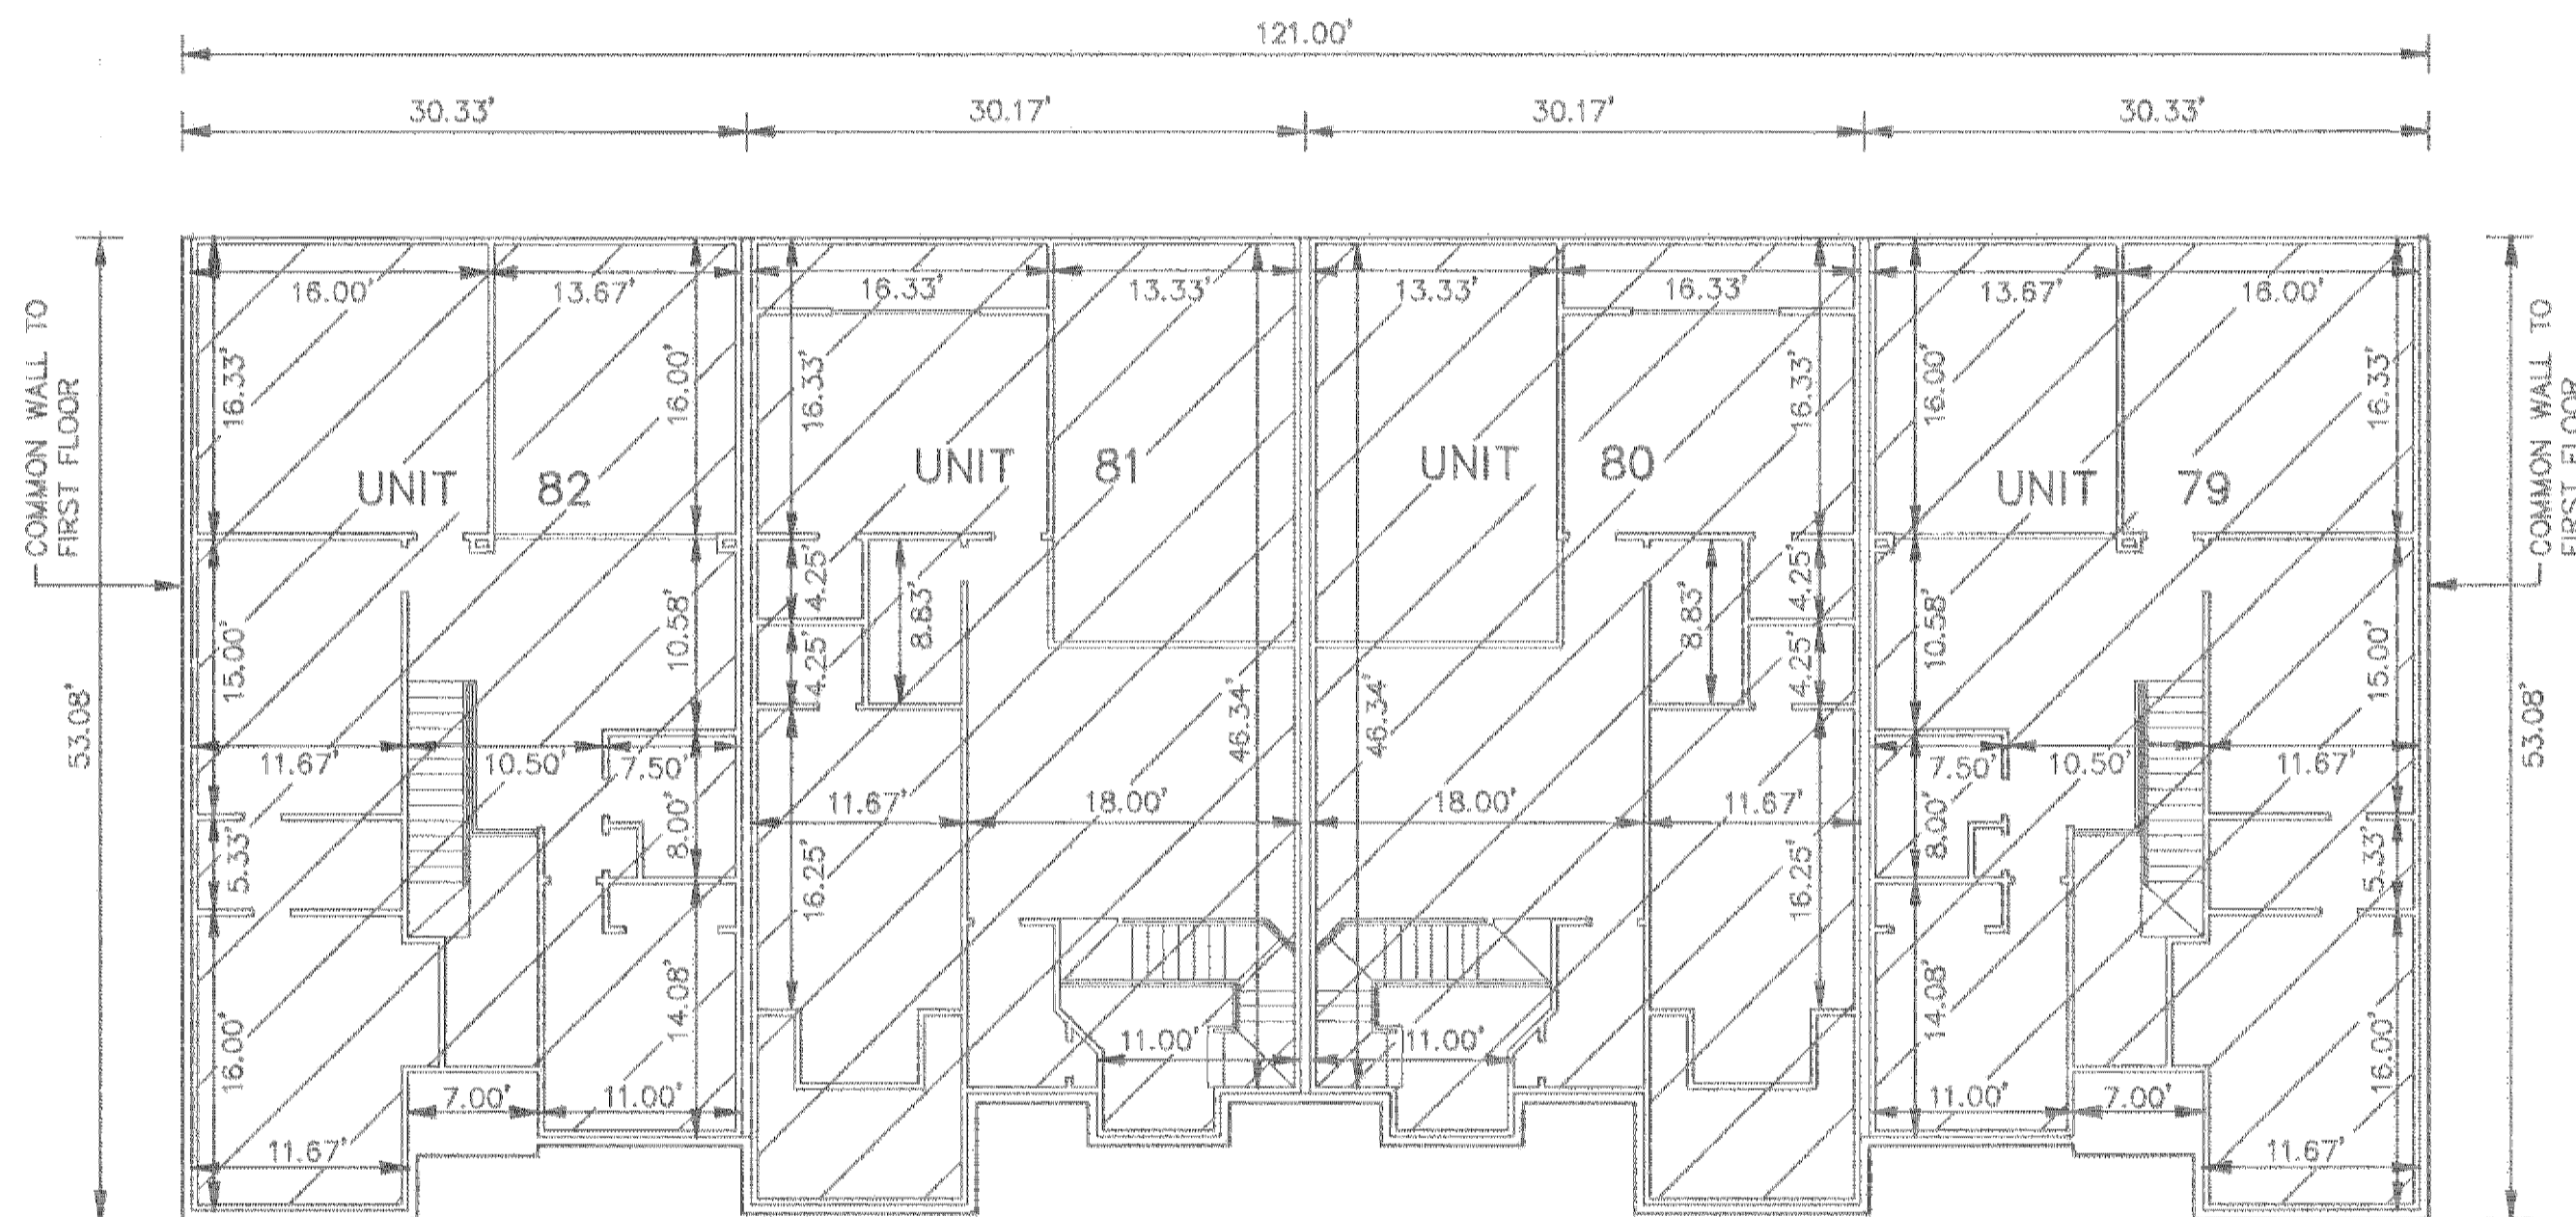 121.00'
30.33' 30.17' 30.17' 30.33'
16.00' 13.67' 16.33' 13.33' 13.33' 16.33' 13.67' 16.00'
COMMON WALL TO
FIRST FLOOR
16.33' 16.00' 16.33' 16.33' 16.00' 16.33'
COMMON WALL TO
FIRST FLOOR
UNIT 82
UNIT 81
UNIT 80
UNIT 79
4.25' 8.83' 8.83' 4.25'
15.00' 10.58' 4.25' 4.25' 10.58' 15.00'
53.08' 46.34' 46.34' 53.08'
11.67' 10.50' 7.50' 7.50' 10.50' 11.67'
11.67' 18.00' 18.00' 11.67'
5.33' 8.00' 16.25' 16.25' 8.00' 5.33'
16.00' 14.08' 11.00' 11.00' 14.08' 16.00'
7.00' 11.00' 11.00' 7.00'
11.67' 11.67'